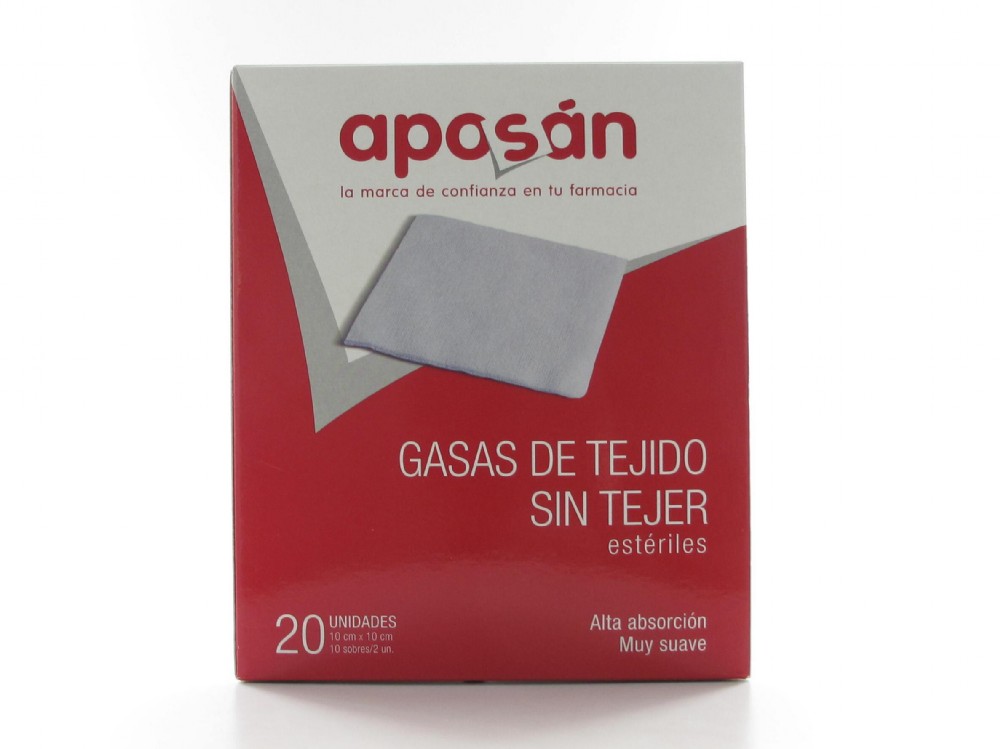 aposán
la marca de confianza en tu farmacia
GASAS DE TEJIDO
SIN TEJER
estériles
20 UNIDADES
10 cm x 10 cm
10 sobres/2 un.
Alta absorción
Muy suave